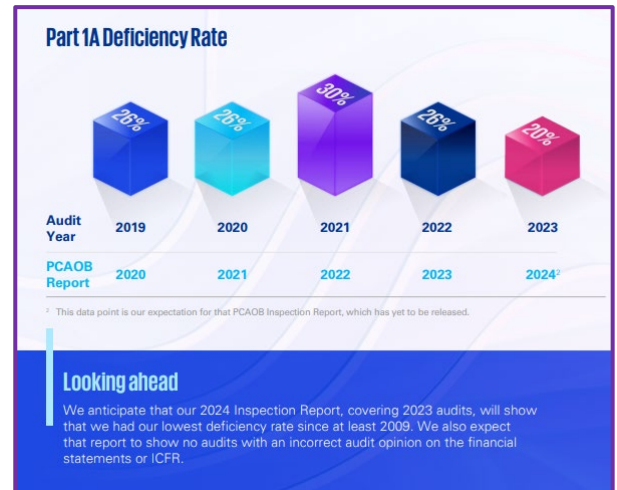 Part 1A Deficiency Rate
26% 26% 30% 26% 20%
Audit Year 2019 2020 2021 2022 2023
PCAOB Report 2020 2021 2022 2023 2024²
² This data point is our expectation for that PCAOB Inspection Report, which has yet to be released.
Looking ahead
We anticipate that our 2024 Inspection Report, covering 2023 audits, will show
that we had our lowest deficiency rate since at least 2009. We also expect
that report to show no audits with an incorrect audit opinion on the financial
statements or ICFR.